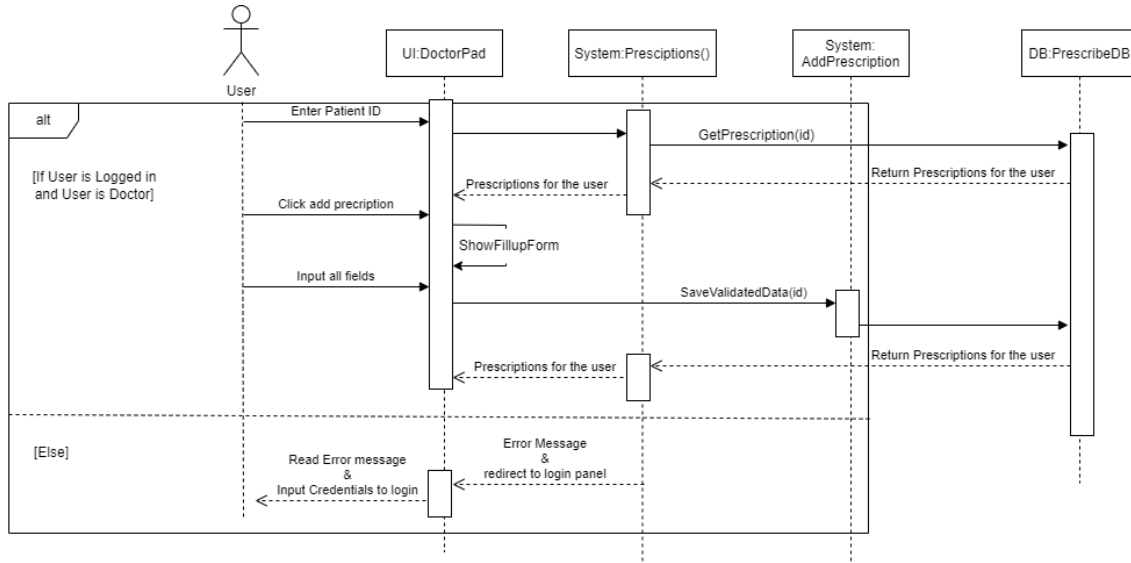 User
UI:DoctorPad
System:Presciptions()
System:
AddPrescription
DB:PrescribeDB
alt
Enter Patient ID
GetPrescription(id)
[If User is Logged in
and User is Doctor]
Return Prescriptions for the user
Prescriptions for the user
Click add precription
ShowFillupForm
Input all fields
SaveValidatedData(id)
Return Prescriptions for the user
Prescriptions for the user
[Else]
Error Message
&
redirect to login panel
Read Error message
&
Input Credentials to login